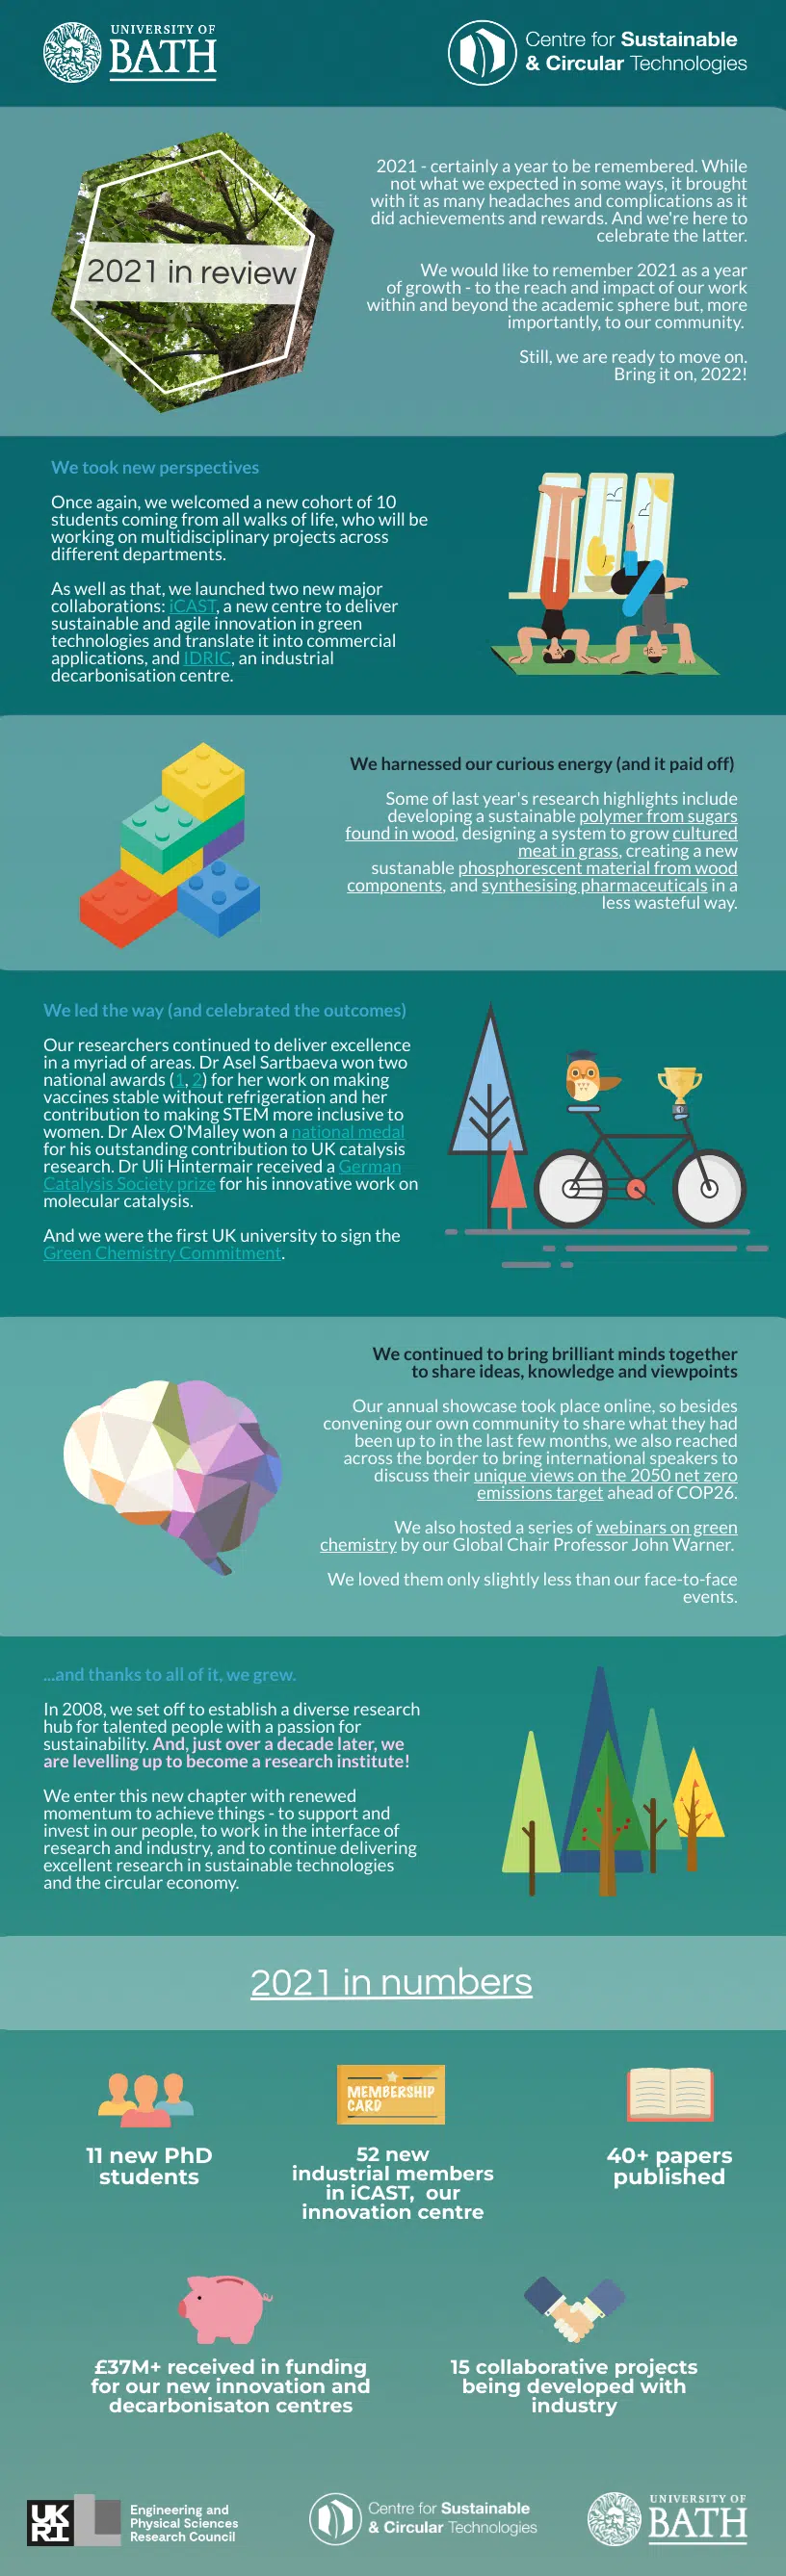 UNIVERSITY OF
BATH
Centre for Sustainable
& Circular Technologies
2021 in review
2021 - certainly a year to be remembered. While
not what we expected in some ways, it brought
with it as many headaches and complications as it
did achievements and rewards. And we're here to
celebrate the latter.
We would like to remember 2021 as a year
of growth - to the reach and impact of our work
within and beyond the academic sphere but, more
importantly, to our community.
Still, we are ready to move on.
Bring it on, 2022!
We took new perspectives
Once again, we welcomed a new cohort of 10
students coming from all walks of life, who will be
working on multidisciplinary projects across
different departments.
As well as that, we launched two new major
collaborations: iCAST, a new centre to deliver
sustainable and agile innovation in green
technologies and translate it into commercial
applications, and IDRIC, an industrial
decarbonisation centre.
We harnessed our curious energy (and it paid off)
Some of last year's research highlights include
developing a sustainable polymer from sugars
found in wood, designing a system to grow cultured
meat in grass, creating a new
sustanable phosphorescent material from wood
components, and synthesising pharmaceuticals in a
less wasteful way.
We led the way (and celebrated the outcomes)
Our researchers continued to deliver excellence
in a myriad of areas. Dr Asel Sartbaeva won two
national awards (1, 2) for her work on making
vaccines stable without refrigeration and her
contribution to making STEM more inclusive to
women. Dr Alex O'Malley won a national medal
for his outstanding contribution to UK catalysis
research. Dr Uli Hintermair received a German
Catalysis Society prize for his innovative work on
molecular catalysis.
And we were the first UK university to sign the
Green Chemistry Commitment.
We continued to bring brilliant minds together
to share ideas, knowledge and viewpoints
Our annual showcase took place online, so besides
convening our own community to share what they had
been up to in the last few months, we also reached
across the border to bring international speakers to
discuss their unique views on the 2050 net zero
emissions target ahead of COP26.
We also hosted a series of webinars on green
chemistry by our Global Chair Professor John Warner.
We loved them only slightly less than our face-to-face
events.
...and thanks to all of it, we grew.
In 2008, we set off to establish a diverse research
hub for talented people with a passion for
sustainability. And, just over a decade later, we
are levelling up to become a research institute!
We enter this new chapter with renewed
momentum to achieve things - to support and
invest in our people, to work in the interface of
research and industry, and to continue delivering
excellent research in sustainable technologies
and the circular economy.
2021 in numbers
MEMBERSHIP
CARD
11 new PhD
students
52 new
industrial members
in iCAST, our
innovation centre
40+ papers
published
£37M+ received in funding
for our new innovation and
decarbonisaton centres
15 collaborative projects
being developed with
industry
UK
RI
Engineering and
Physical Sciences
Research Council
Centre for Sustainable
& Circular Technologies
UNIVERSITY OF
BATH